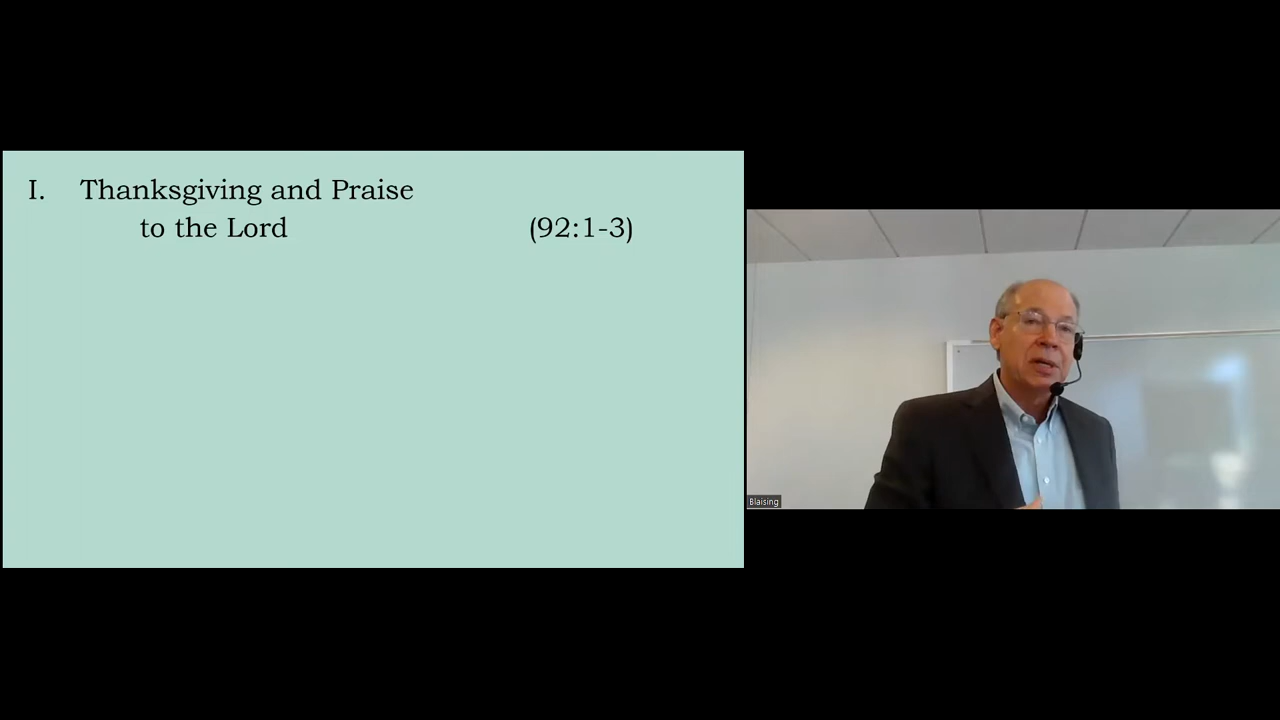 I. Thanksgiving and Praise
to the Lord (92:1-3)
Blaising